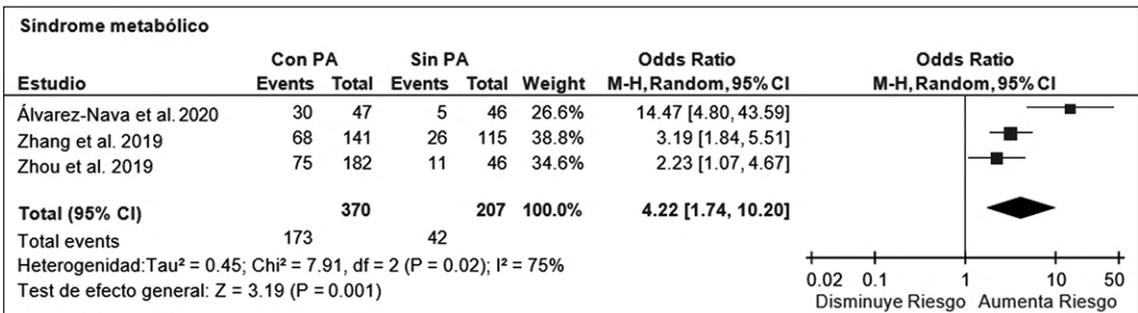 Síndrome metabólico
Con PA Sin PA Odds Ratio Odds Ratio
Estudio Events Total Events Total Weight M-H, Random, 95% CI M-H, Random, 95% CI
Álvarez-Nava et al. 2020 30 47 5 46 26.6% 14.47 [4.80, 43.59]
Zhang et al. 2019 68 141 26 115 38.8% 3.19 [1.84, 5.51]
Zhou et al. 2019 75 182 11 46 34.6% 2.23 [1.07, 4.67]
Total (95% CI) 370 207 100.0% 4.22 [1.74, 10.20]
Total events 173 42
Heterogenidad: Tau² = 0.45; Chi² = 7.91, df = 2 (P = 0.02); I² = 75%
Test de efecto general: Z = 3.19 (P = 0.001)
0.02 0.1 1 10 50
Disminuye Riesgo Aumenta Riesgo